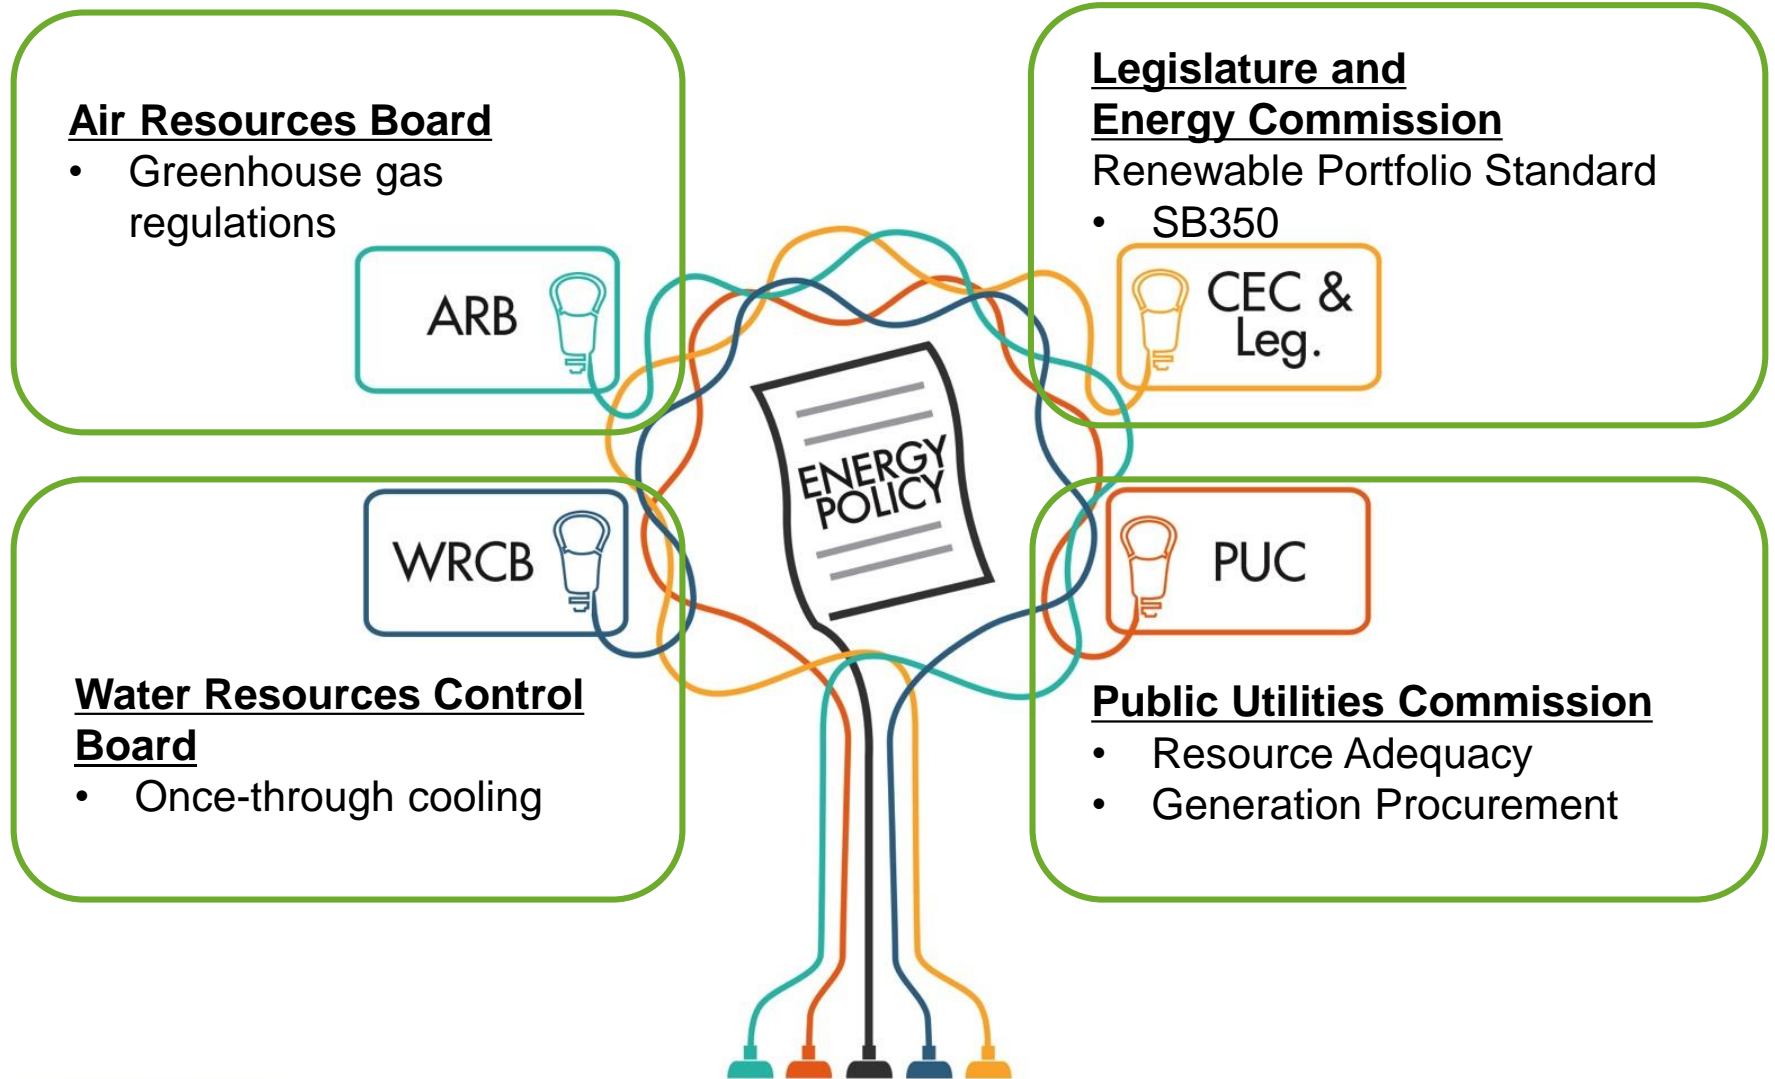 Air Resources Board
• Greenhouse gas
regulations
ARB
Legislature and
Energy Commission
Renewable Portfolio Standard
• SB350
CEC &
Leg.
ENERGY
POLICY
WRCB
Water Resources Control
Board
• Once-through cooling
PUC
Public Utilities Commission
• Resource Adequacy
• Generation Procurement